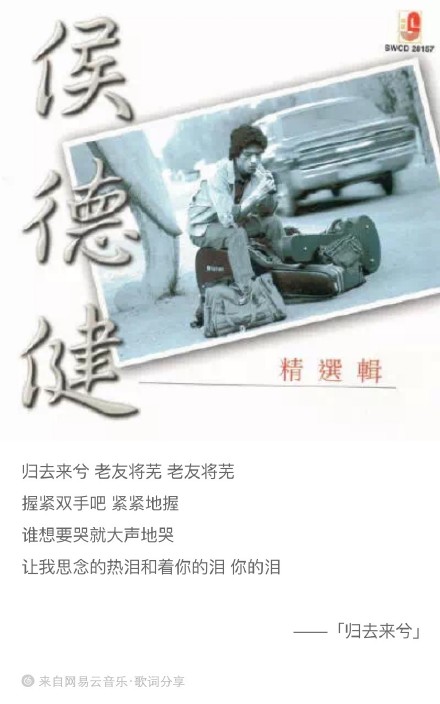 SWCD 20157
侯德健
精選輯
归去来兮 老友将芜 老友将芜
握紧双手吧 紧紧地握
谁想要哭就大声地哭
让我思念的热泪和着你的泪 你的泪
——「归去来兮」
来自网易云音乐·歌词分享